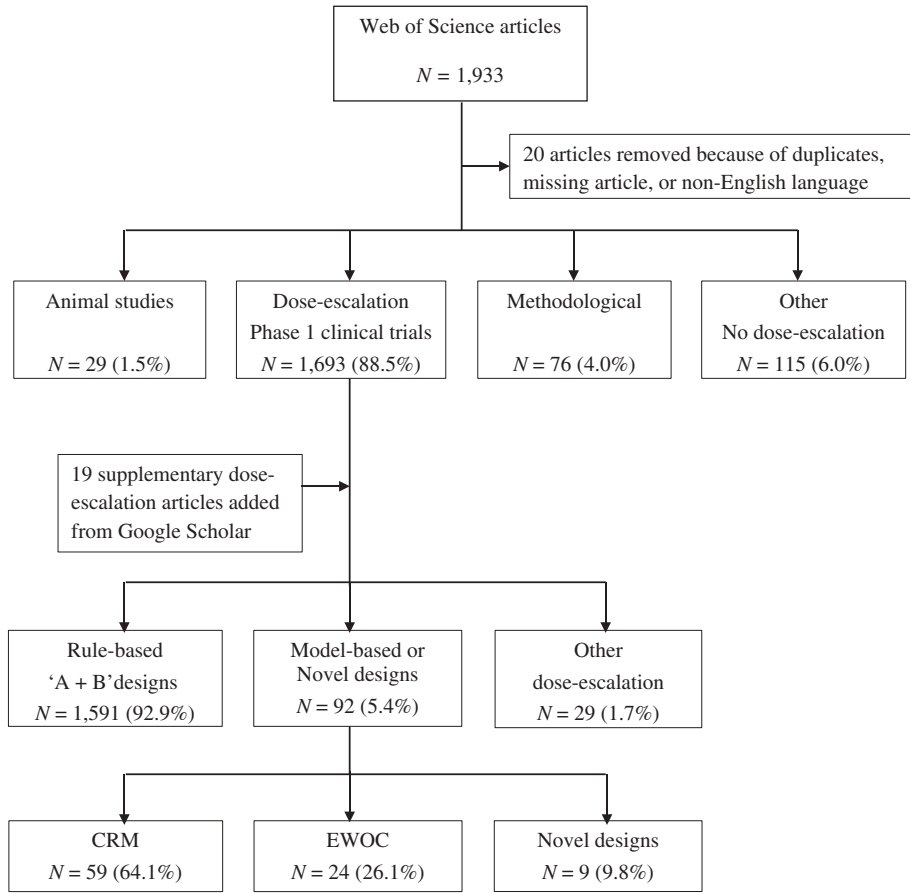 Web of Science articles
N = 1,933
20 articles removed because of duplicates,
missing article, or non-English language
Animal studies
N = 29 (1.5%)
Dose-escalation
Phase 1 clinical trials
N = 1,693 (88.5%)
Methodological
N = 76 (4.0%)
Other
No dose-escalation
N = 115 (6.0%)
19 supplementary dose-
escalation articles added
from Google Scholar
Rule-based
‘A + B’designs
N = 1,591 (92.9%)
Model-based or
Novel designs
N = 92 (5.4%)
Other
dose-escalation
N = 29 (1.7%)
CRM
N = 59 (64.1%)
EWOC
N = 24 (26.1%)
Novel designs
N = 9 (9.8%)